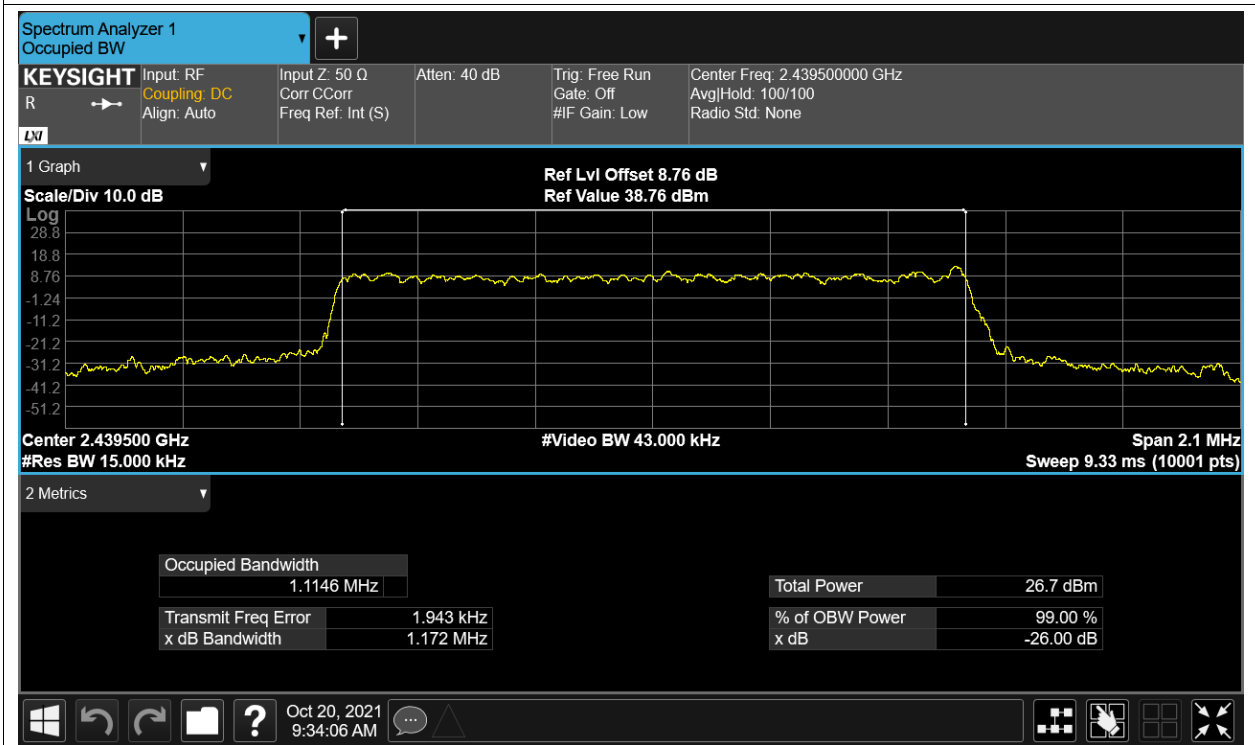 Spectrum Analyzer 1
Occupied BW
KEYSIGHT
R
LXI
Input: RF
Coupling: DC
Align: Auto
Input Z: 50 Ω
Corr CCorr
Freq Ref: Int (S)
Atten: 40 dB
Trig: Free Run
Gate: Off
#IF Gain: Low
Center Freq: 2.439500000 GHz
Avg|Hold: 100/100
Radio Std: None
1 Graph
Scale/Div 10.0 dB
Ref Lvl Offset 8.76 dB
Ref Value 38.76 dBm
Log
28.8
18.8
8.76
-1.24
-11.2
-21.2
-31.2
-41.2
-51.2
Center 2.439500 GHz
#Video BW 43.000 kHz
Span 2.1 MHz
#Res BW 15.000 kHz
Sweep 9.33 ms (10001 pts)
2 Metrics
Occupied Bandwidth
1.1146 MHz
Total Power 26.7 dBm
Transmit Freq Error 1.943 kHz
% of OBW Power 99.00 %
x dB Bandwidth 1.172 MHz
x dB -26.00 dB
?
Oct 20, 2021
9:34:06 AM